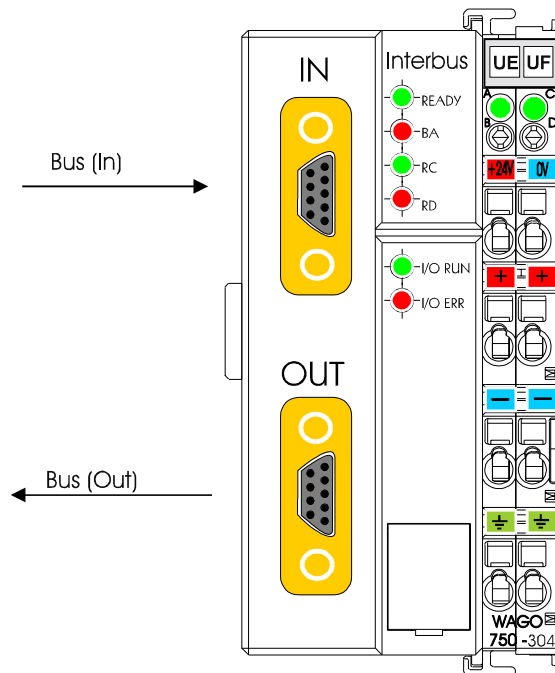 IN
Interbus
UE UF
READY
A C
BA
B D
RC
+24V 0V
RD
Bus (In)
I/O RUN
+ +
I/O ERR
OUT
— —
Bus (Out)
WAGO
750 -304